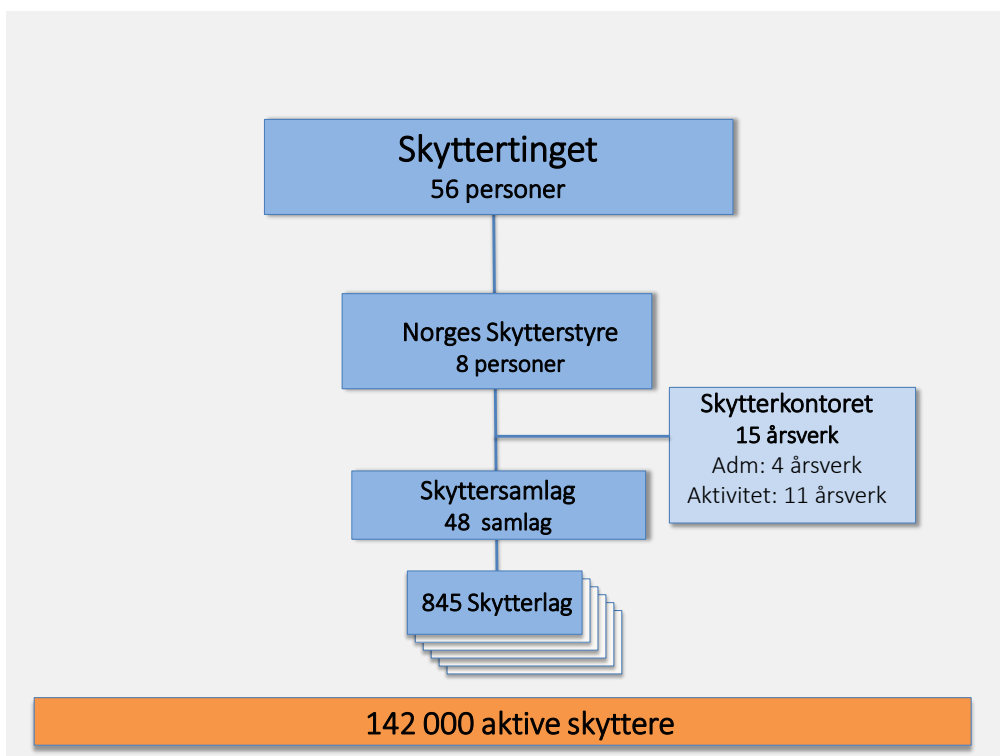 Skyttertinget
56 personer
Norges Skytterstyre
8 personer
Skytterkontoret
15 årsverk
Adm: 4 årsverk
Aktivitet: 11 årsverk
Skyttersamlag
48 samlag
845 Skytterlag
142 000 aktive skyttere